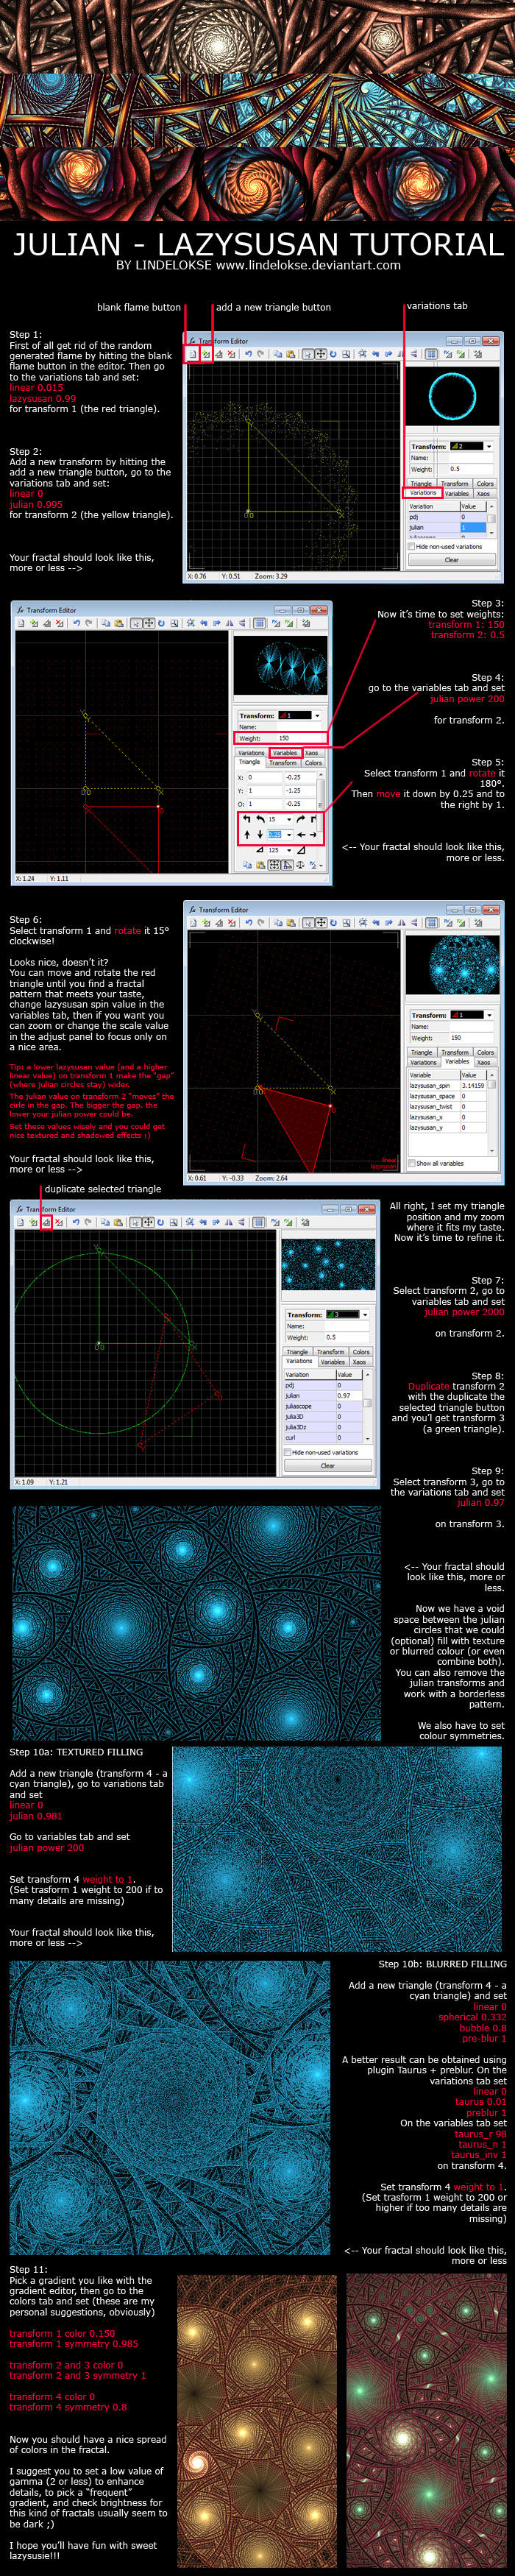 JULIAN - LAZYSUSAN TUTORIAL
BY LINDELOKSE www.lindelokse.deviantart.com
blank flame button
add a new triangle button
variations tab
Step 1:
First of all get rid of the random
generated flame by hitting the blank
flame button in the editor. Then go
to the variations tab and set:
linear 0,015
lazysusan 0.99
for transform 1 (the red triangle).
Step 2:
Add a new transform by hitting the
add a new triangle button, go to the
variations tab and set:
linear 0
julian 0.995
for transform 2 (the yellow triangle).
Your fractal should look like this,
more or less -->
Transform Editor
Transform: 2
Name:
Weight: 0.5
Triangle Transform Colors
Variations Variables Xaos
Variation Value
pdj 0
julian 1
Hide non-used variations
Clear
X: 0.76 Y: 0.51 Zoom: 3.29
Transform Editor
Transform: 1
Name:
Weight: 150
Variations Variables Xaos
Triangle Transform Colors
X: 0 -0.25
Y: 1 -1.25
O: 1 -0.25
15
0.25
125
X: 1.24 Y: 1.11
Step 3:
Now it's time to set weights:
transform 1: 150
transform 2: 0.5
Step 4:
go to the variables tab and set
julian power 200
for transform 2.
Step 5:
Select transform 1 and rotate it
180°.
Then move it down by 0.25 and to
the right by 1.
<-- Your fractal should look like this,
more or less.
Step 6:
Select transform 1 and rotate it 15°
clockwise!
Looks nice, doesn't it?
You can move and rotate the red
triangle until you find a fractal
pattern that meets your taste,
change lazysusan spin value in the
variables tab, then if you want you
can zoom or change the scale value
in the adjust panel to focus only on
a nice area.
Tip: a lower lazysusan value (and a higher
linear value) on transform 1 make the "gap"
(where julian circles stay) wider.
The julian value on transform 2 "moves" the
cirle in the gap. The bigger the gap, the
lower your julian power could be.
Set these values wisely and you could get
nice textured and shadowed effects ;)
Your fractal should look like this,
more or less -->
Transform Editor
Transform: 1
Name:
Weight: 150
Triangle Transform Colors
Variations Variables Xaos
Variable Value
lazysusan_spin 3.14159
lazysusan_space 0
lazysusan_twist 0
lazysusan_x 0
lazysusan_y 0
Show all variables
linear
lazysusan
X: 0.61 Y: -0.33 Zoom: 2.64
duplicate selected triangle
Transform Editor
Transform: 3
Name:
Weight: 0.5
Triangle Transform Colors
Variations Variables Xaos
Variation Value
pdj 0
julian 0.97
juliascope 0
julia3D 0
julia3Dz 0
curl 0
Hide non-used variations
Clear
X: 1.09 Y: 1.21
All right, I set my triangle
position and my zoom
where it fits my taste.
Now it's time to refine it.
Step 7:
Select transform 2, go to
variables tab and set
julian power 2000
on transform 2.
Step 8:
Duplicate transform 2
with the duplicate the
selected triangle button
and you'l get transform 3
(a green triangle).
Step 9:
Select transform 3, go to
the variations tab and set
julian 0.97
on transform 3.
<-- Your fractal should
look like this, more or
less.
Now we have a void
space between the julian
circles that we could
(optional) fill with texture
or blurred colour (or even
combine both).
You can also remove the
julian transforms and
work with a borderless
pattern.
We also have to set
colour symmetries.
Step 10a: TEXTURED FILLING
Add a new triangle (transform 4 - a
cyan triangle), go to variations tab
and set
linear 0
julian 0.981
Go to variables tab and set
julian power 200
Set transform 4 weight to 1.
(Set trasform 1 weight to 200 if to
many details are missing)
Your fractal should look like this,
more or less -->
Step 10b: BLURRED FILLING
Add a new triangle (transform 4 - a
cyan triangle) and set
linear 0
spherical 0.332
bubble 0.8
pre-blur 1
A better result can be obtained using
plugin Taurus + preblur. On the
variations tab set
linear 0
taurus 0.01
preblur 1
On the variables tab set
taurus_r 98
taurus_n 1
taurus_inv 1
on transform 4.
Set transform 4 weight to 1.
(Set trasform 1 weight to 200 or
higher if too many details are
missing)
<-- Your fractal should look like this,
more or less
Step 11:
Pick a gradient you like with the
gradient editor, then go to the
colors tab and set (these are my
personal suggestions, obviously)
transform 1 color 0.150
transform 1 symmetry 0.985
transform 2 and 3 color 0
transform 2 and 3 symmetry 1
transform 4 color 0
transform 4 symmetry 0.8
Now you should have a nice spread
of colors in the fractal.
I suggest you to set a low value of
gamma (2 or less) to enhance
details, to pick a "frequent"
gradient, and check brightness for
this kind of fractals usually seem to
be dark ;)
I hope you'll have fun with sweet
lazysusie!!!